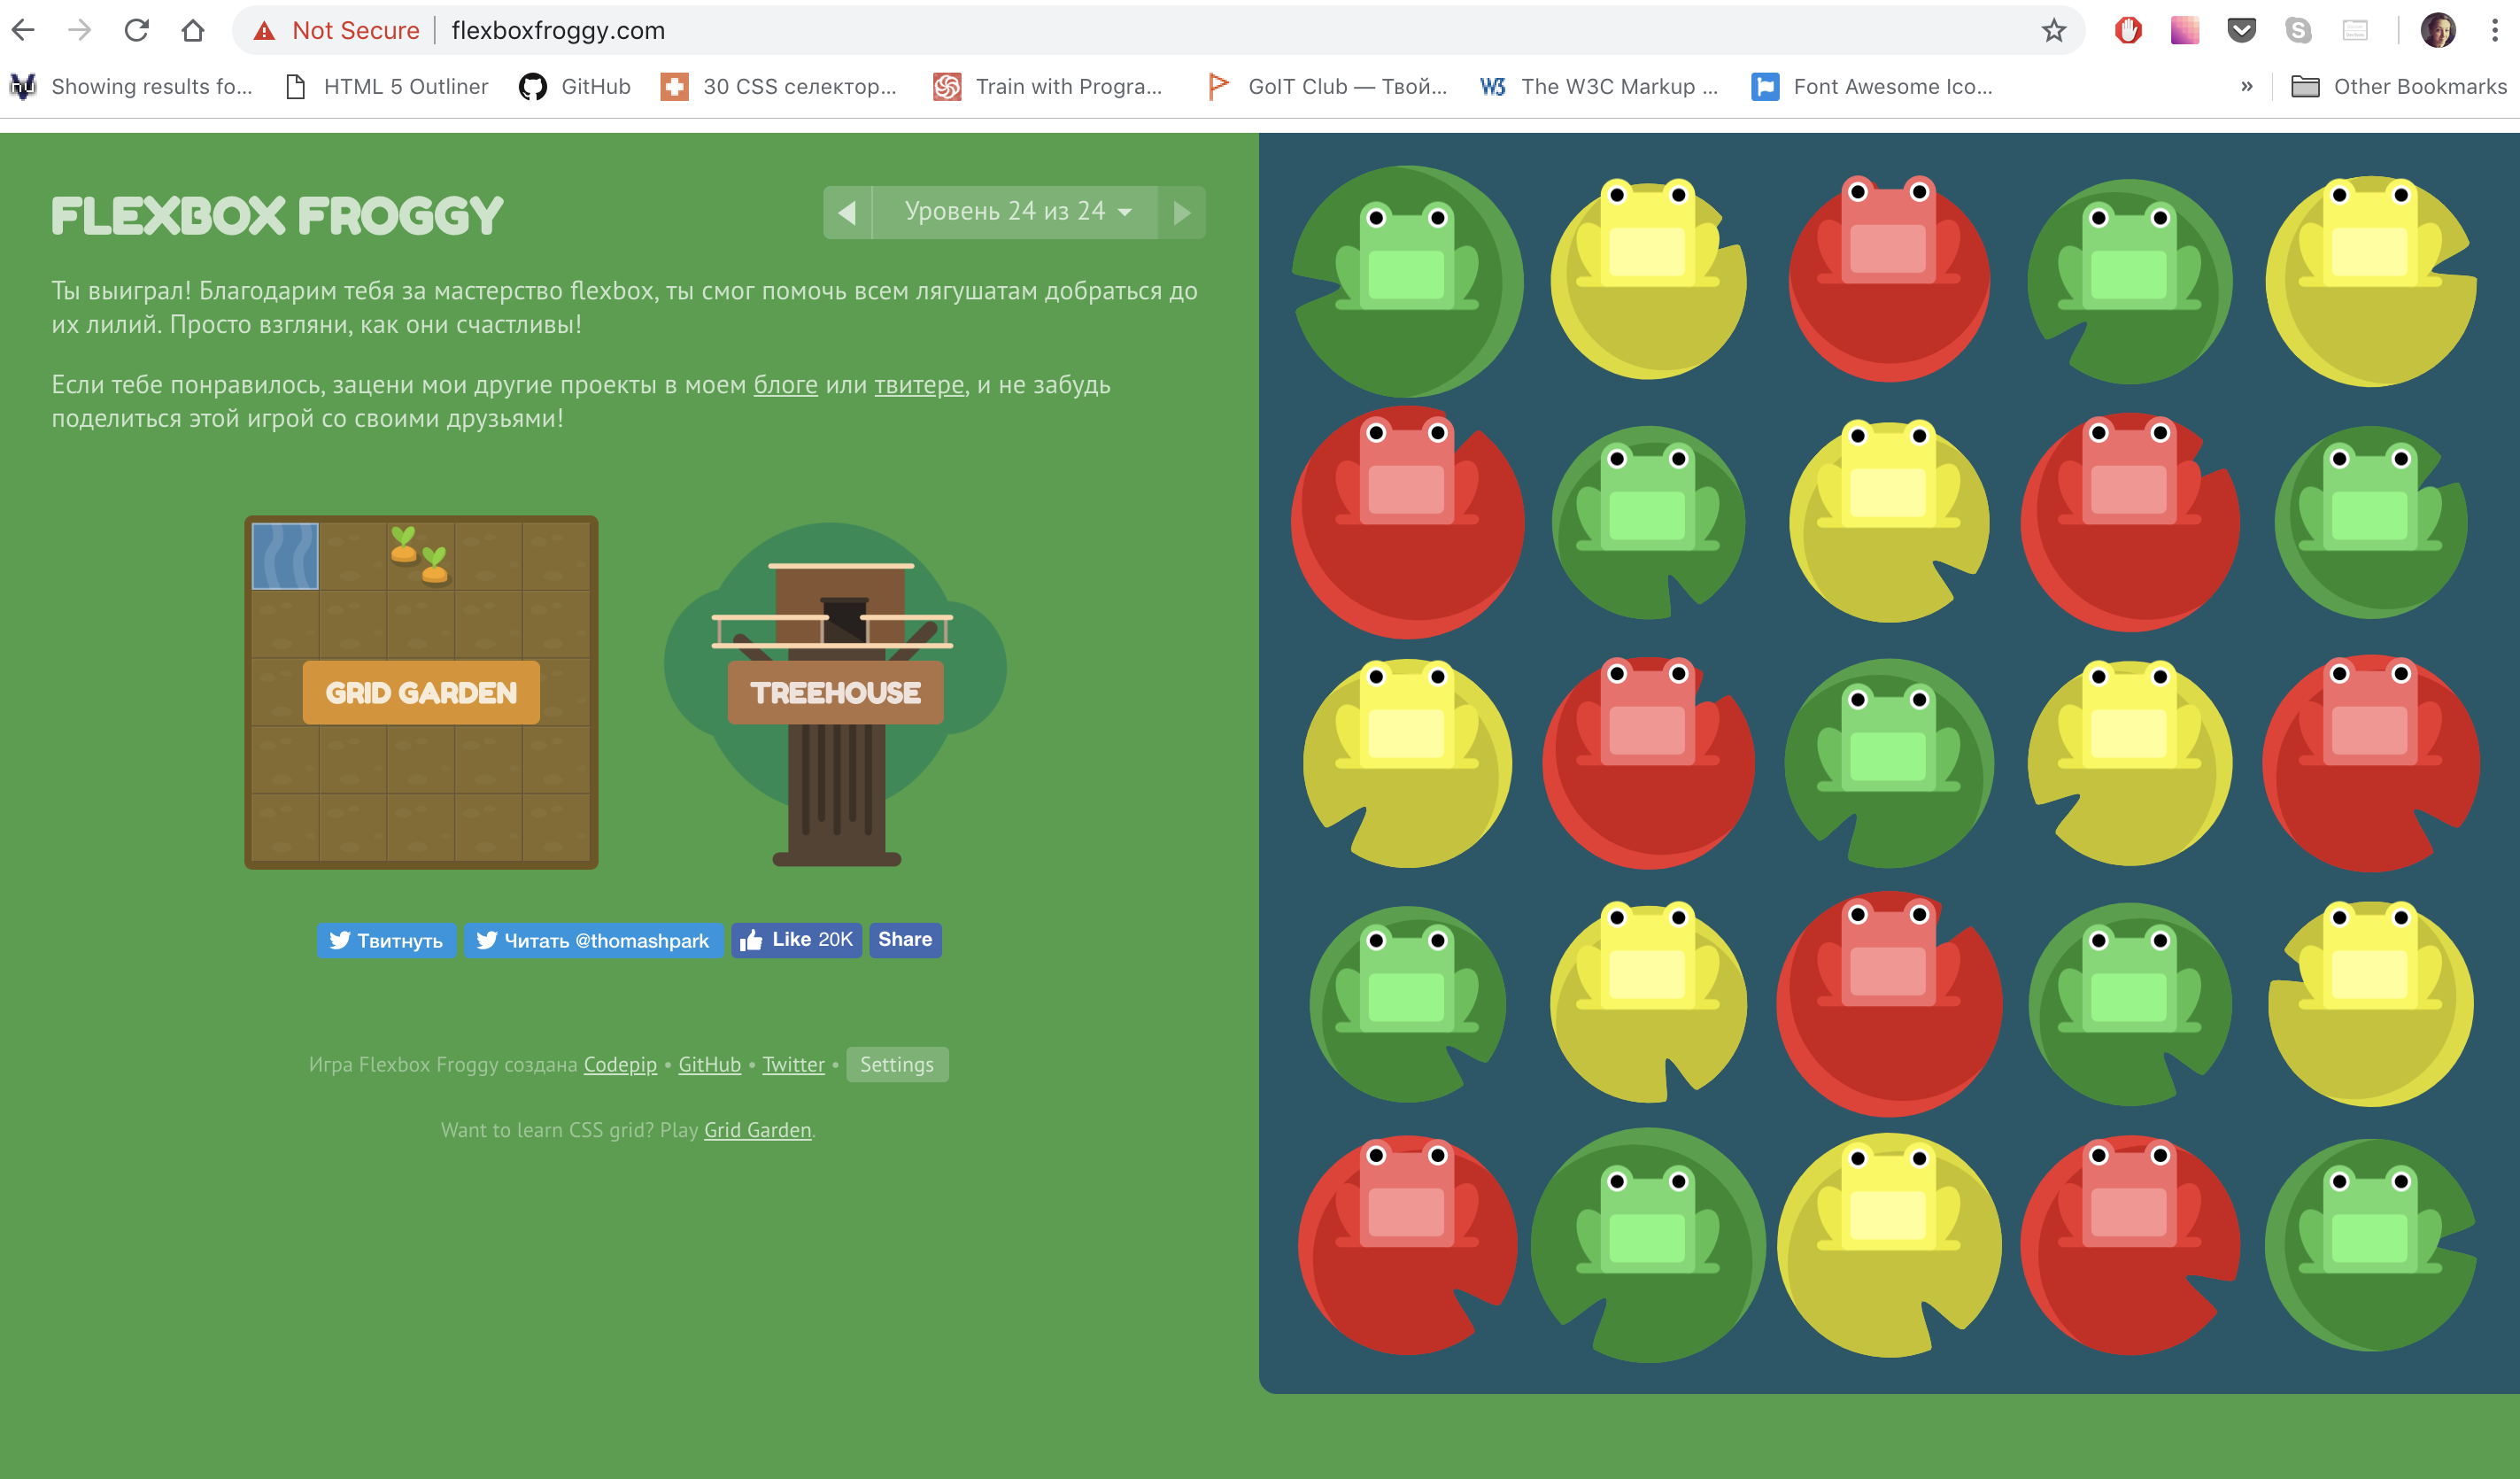 Not Secure | flexboxfroggy.com
Showing results fo... HTML 5 Outliner GitHub 30 CSS селектор... Train with Progra... GoIT Club — Твой... The W3C Markup ... Font Awesome Ico... » Other Bookmarks
FLEXBOX FROGGY
Уровень 24 из 24
Ты выиграл! Благодарим тебя за мастерство flexbox, ты смог помочь всем лягушатам добраться до
их лилий. Просто взгляни, как они счастливы!
Если тебе понравилось, зацени мои другие проекты в моем блоге или твитере, и не забудь
поделиться этой игрой со своими друзьями!
GRID GARDEN
TREEHOUSE
Твитнуть Читать @thomashpark Like 20K Share
Игра Flexbox Froggy создана Codepip • GitHub • Twitter • Settings
Want to learn CSS grid? Play Grid Garden.